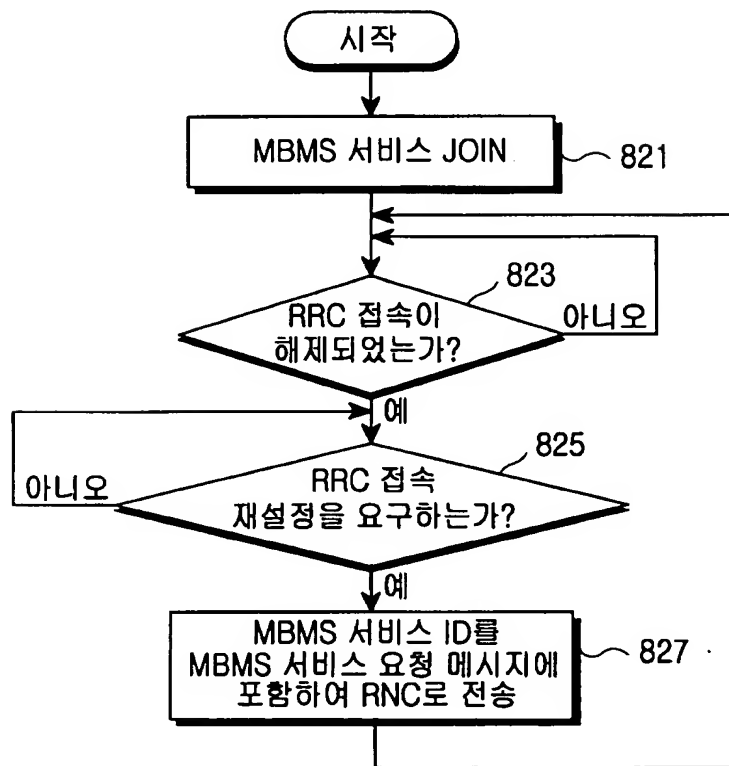 시작
MBMS 서비스 JOIN
821
823
RRC 접속이
해제되었는가?
아니오
예
825
RRC 접속
재설정을 요구하는가?
아니오
예
MBMS 서비스 ID를
MBMS 서비스 요청 메시지에
포함하여 RNC로 전송
827